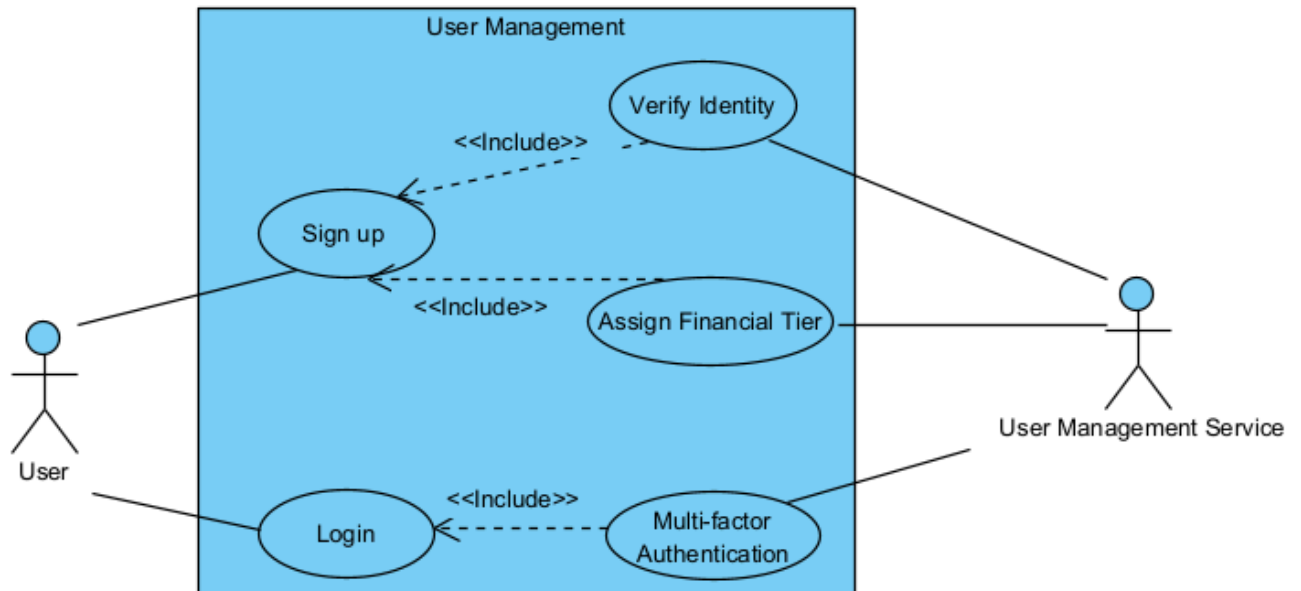 User Management
Verify Identity
<<Include>>
Sign up
<<Include>>
Assign Financial Tier
User Management Service
User
<<Include>>
Login
Multi-factor
Authentication